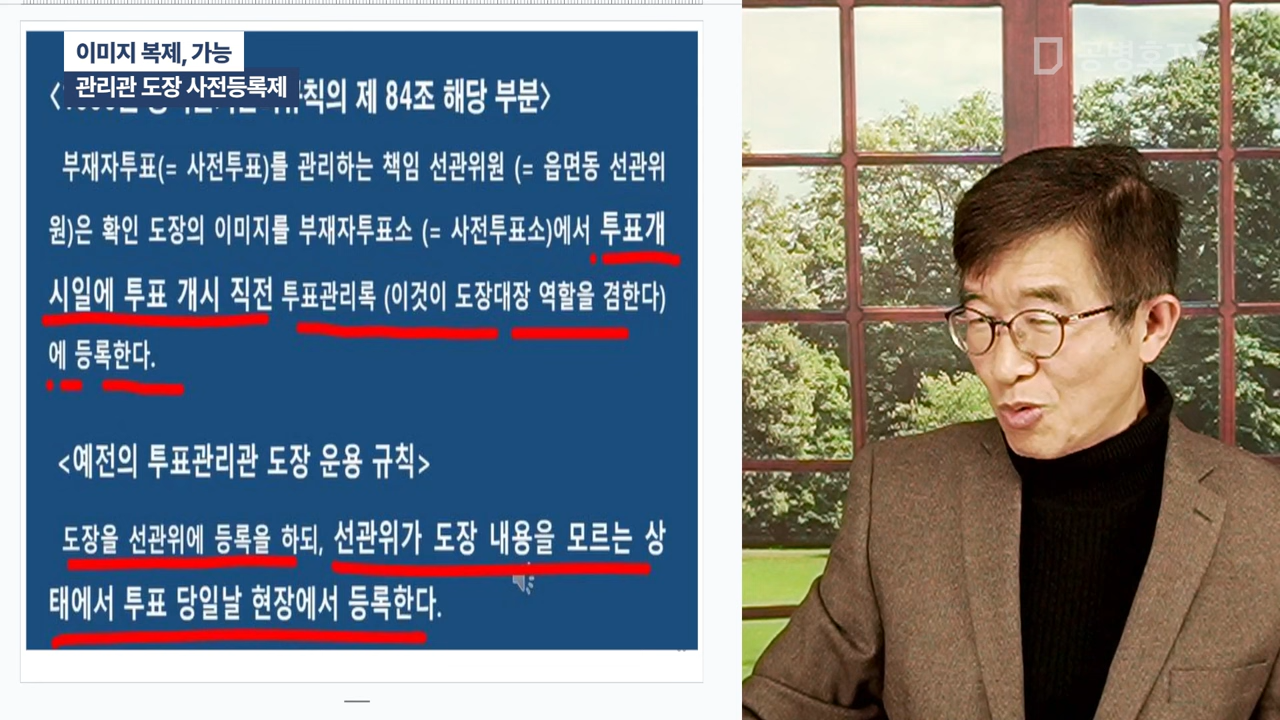 이미지 복제, 가능
관리관 도장 사전등록제
제 84조 해당 부분>
부재자투표(= 사전투표)를 관리하는 책임 선관위원 (= 읍면동 선관위
원)은 확인 도장의 이미지를 부재자투표소 (= 사전투표소)에서 투표개
시일에 투표 개시 직전 투표관리록 (이것이 도장대장 역할을 겸한다)
에 등록한다.
<예전의 투표관리관 도장 운용 규칙>
도장을 선관위에 등록을 하되, 선관위가 도장 내용을 모르는 상
태에서 투표 당일날 현장에서 등록한다.
공병호TV